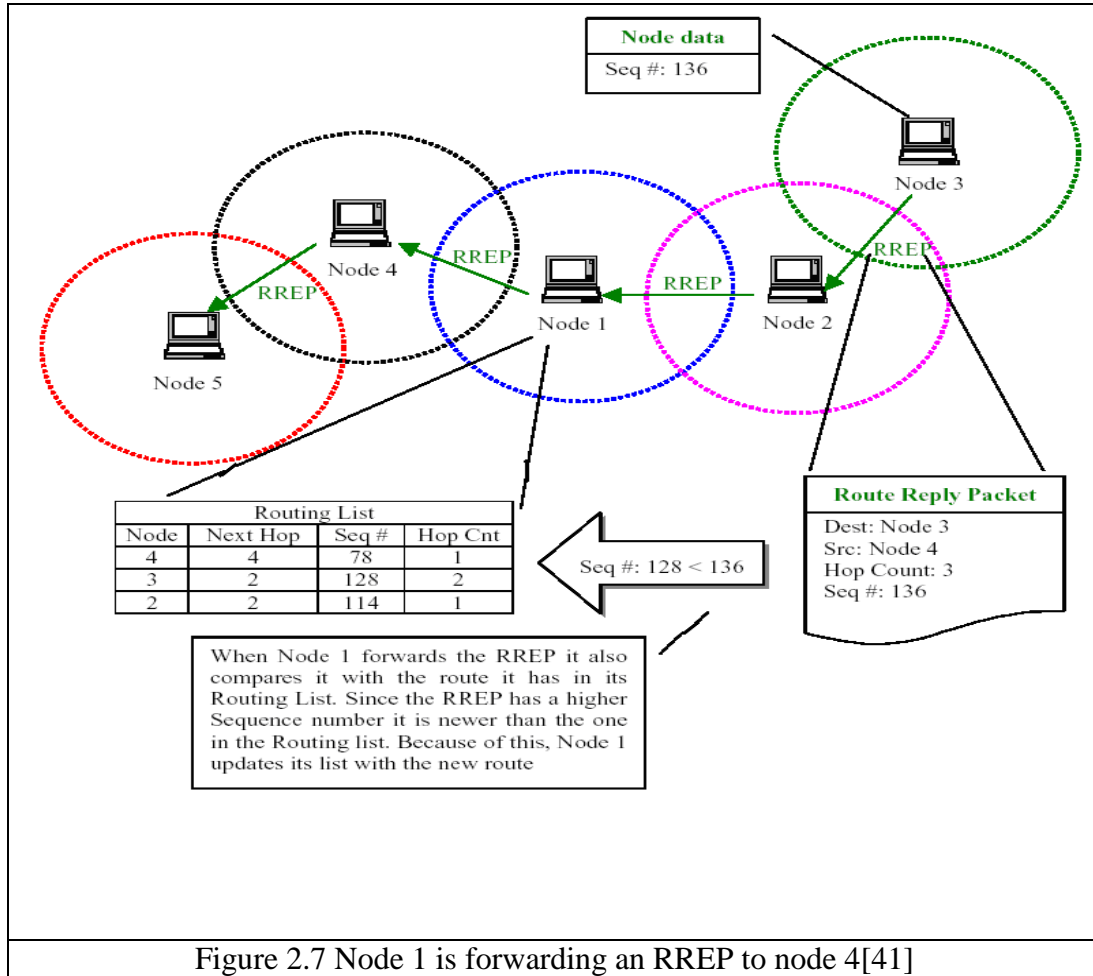 Node data
Seq #: 136
Node 3
RREP
Node 4
RREP
RREP
RREP
Node 1
Node 2
Node 5
Routing List
Node Next Hop Seq # Hop Cnt
4 4 78 1
3 2 128 2
2 2 114 1
Seq #: 128 < 136
Route Reply Packet
Dest: Node 3
Src: Node 4
Hop Count: 3
Seq #: 136
When Node 1 forwards the RREP it also
compares it with the route it has in its
Routing List. Since the RREP has a higher
Sequence number it is newer than the one
in the Routing list. Because of this, Node 1
updates its list with the new route
Figure 2.7 Node 1 is forwarding an RREP to node 4[41]